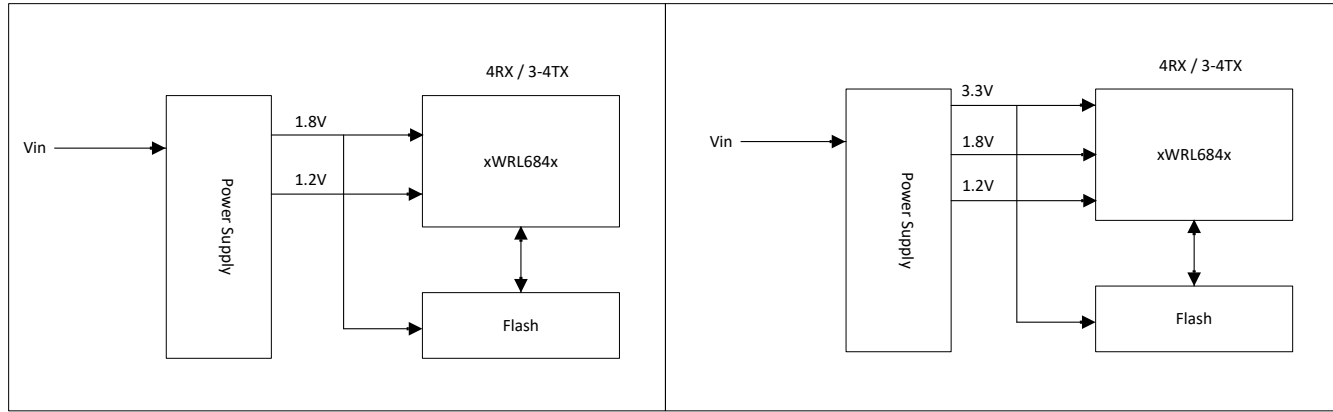 4RX / 3-4TX
1.8V
Vin
xWRL684x
1.2V
Power Supply
Flash
4RX / 3-4TX
3.3V
Vin
1.8V
xWRL684x
1.2V
Power Supply
Flash